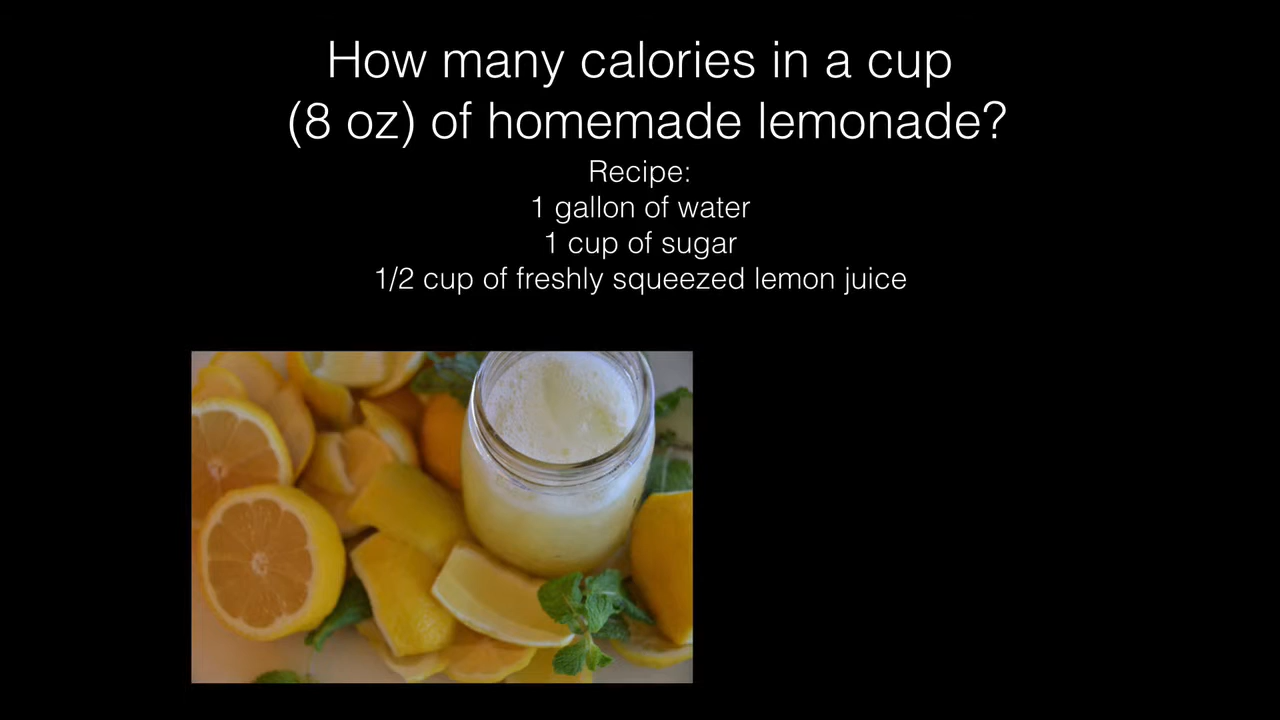 How many calories in a cup
(8 oz) of homemade lemonade?
Recipe:
1 gallon of water
1 cup of sugar
1/2 cup of freshly squeezed lemon juice